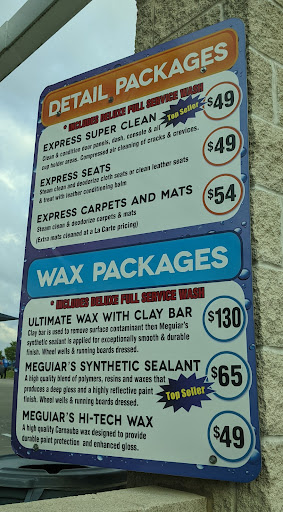 DETAIL PACKAGES
* INCLUDES DELUXE FULL SERVICE WASH
EXPRESS SUPER CLEAN
Top Seller
$49
Clean & condition door panels, dash, console & all
cup holder areas. Compressed air cleaning of cracks & crevices.
EXPRESS SEATS
$49
Steam clean and deodorize cloth seats or clean leather seats
& treat with leather conditioning balm
EXPRESS CARPETS AND MATS
$54
Steam clean & deodorize carpets & mats
(Extra mats cleaned at a La Carte pricing)
WAX PACKAGES
* INCLUDES DELUXE FULL SERVICE WASH
ULTIMATE WAX WITH CLAY BAR
$130
Clay bar is used to remove surface contaminant then Meguiar's
synthetic sealant is applied for exceptionally smooth & durable
finish. Wheel wells & running boards dressed.
MEGUIAR'S SYNTHETIC SEALANT
$65
A high quality blend of polymers, resins and waxes that
produces a deep gloss and a highly reflective paint
finish. Wheel wells & running boards dressed.
Top Seller
MEGUIAR'S HI-TECH WAX
$49
A high quality Carnauba wax designed to provide
durable paint protection and enhanced gloss.